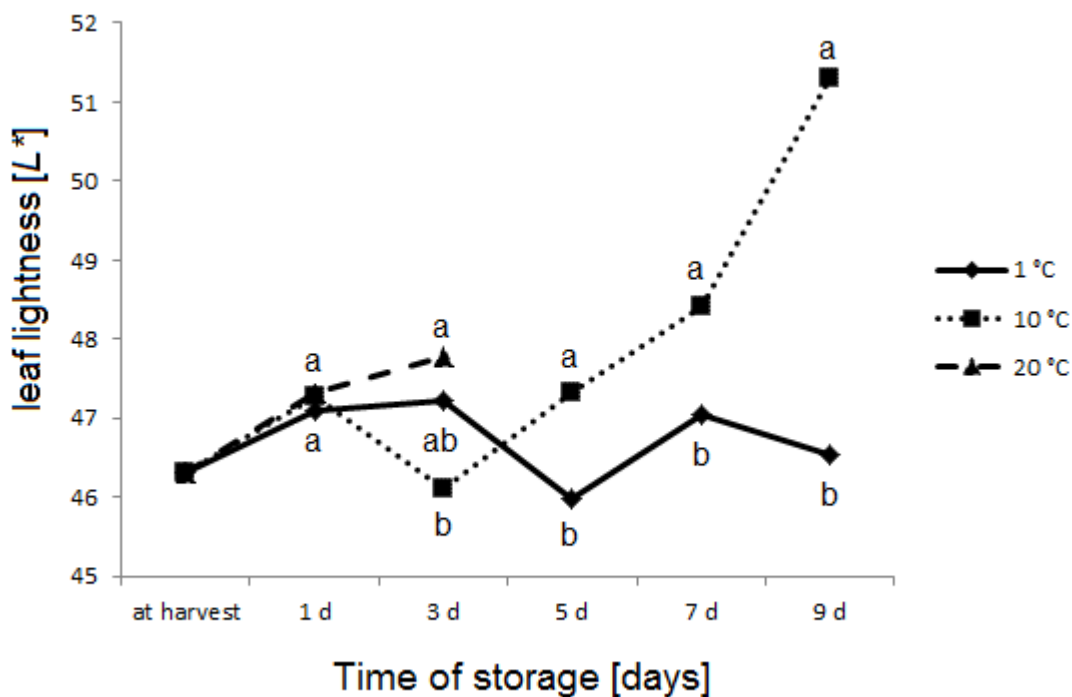 leaf lightness [L*]
52
51
50
49
48
47
46
45
a
a
a
a
a
a
ab
b
b
b
b
at harvest 1 d 3 d 5 d 7 d 9 d
Time of storage [days]
1 °C
10 °C
20 °C